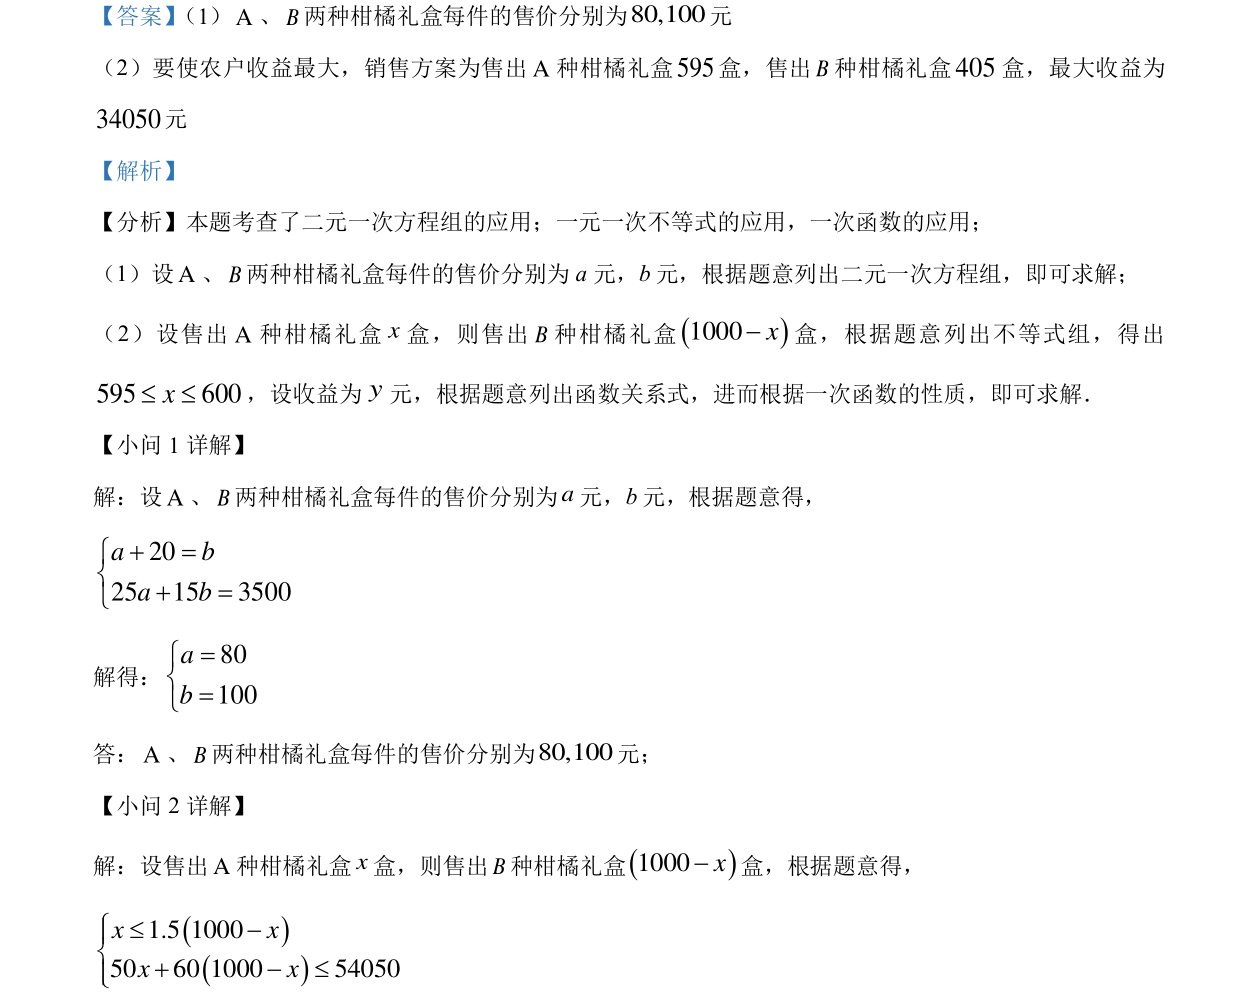 【答案】（1）A、B两种柑橘礼盒每件的售价分别为80,100元
（2）要使农户收益最大，销售方案为售出A种柑橘礼盒595盒，售出B种柑橘礼盒405盒，最大收益为
34050元
【解析】
【分析】本题考查了二元一次方程组的应用；一元一次不等式的应用，一次函数的应用；
（1）设A、B两种柑橘礼盒每件的售价分别为a元，b元，根据题意列出二元一次方程组，即可求解；
（2）设售出A种柑橘礼盒x盒，则售出B种柑橘礼盒(1000−x)盒，根据题意列出不等式组，得出
595≤x≤600，设收益为y元，根据题意列出函数关系式，进而根据一次函数的性质，即可求解．
【小问1详解】
解：设A、B两种柑橘礼盒每件的售价分别为a元，b元，根据题意得，
{a+20=b
25a+15b=3500
解得：{a=80
b=100
答：A、B两种柑橘礼盒每件的售价分别为80,100元；
【小问2详解】
解：设售出A种柑橘礼盒x盒，则售出B种柑橘礼盒(1000−x)盒，根据题意得，
{x≤1.5(1000−x)
50x+60(1000−x)≤54050